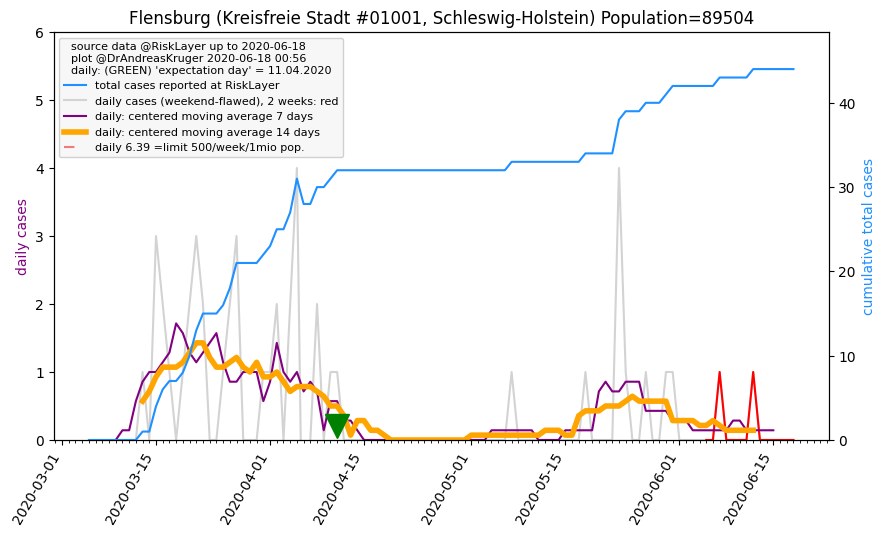 Flensburg (Kreisfreie Stadt #01001, Schleswig-Holstein) Population=89504
source data @RiskLayer up to 2020-06-18
plot @DrAndreasKruger 2020-06-18 00:56
daily: (GREEN) 'expectation day' = 11.04.2020
total cases reported at RiskLayer
daily cases (weekend-flawed), 2 weeks: red
daily: centered moving average 7 days
daily: centered moving average 14 days
daily 6.39 =limit 500/week/1mio pop.
daily cases
6
5
4
3
2
1
0
cumulative total cases
40
30
20
10
0
2020-03-01
2020-03-15
2020-04-01
2020-04-15
2020-05-01
2020-05-15
2020-06-01
2020-06-15